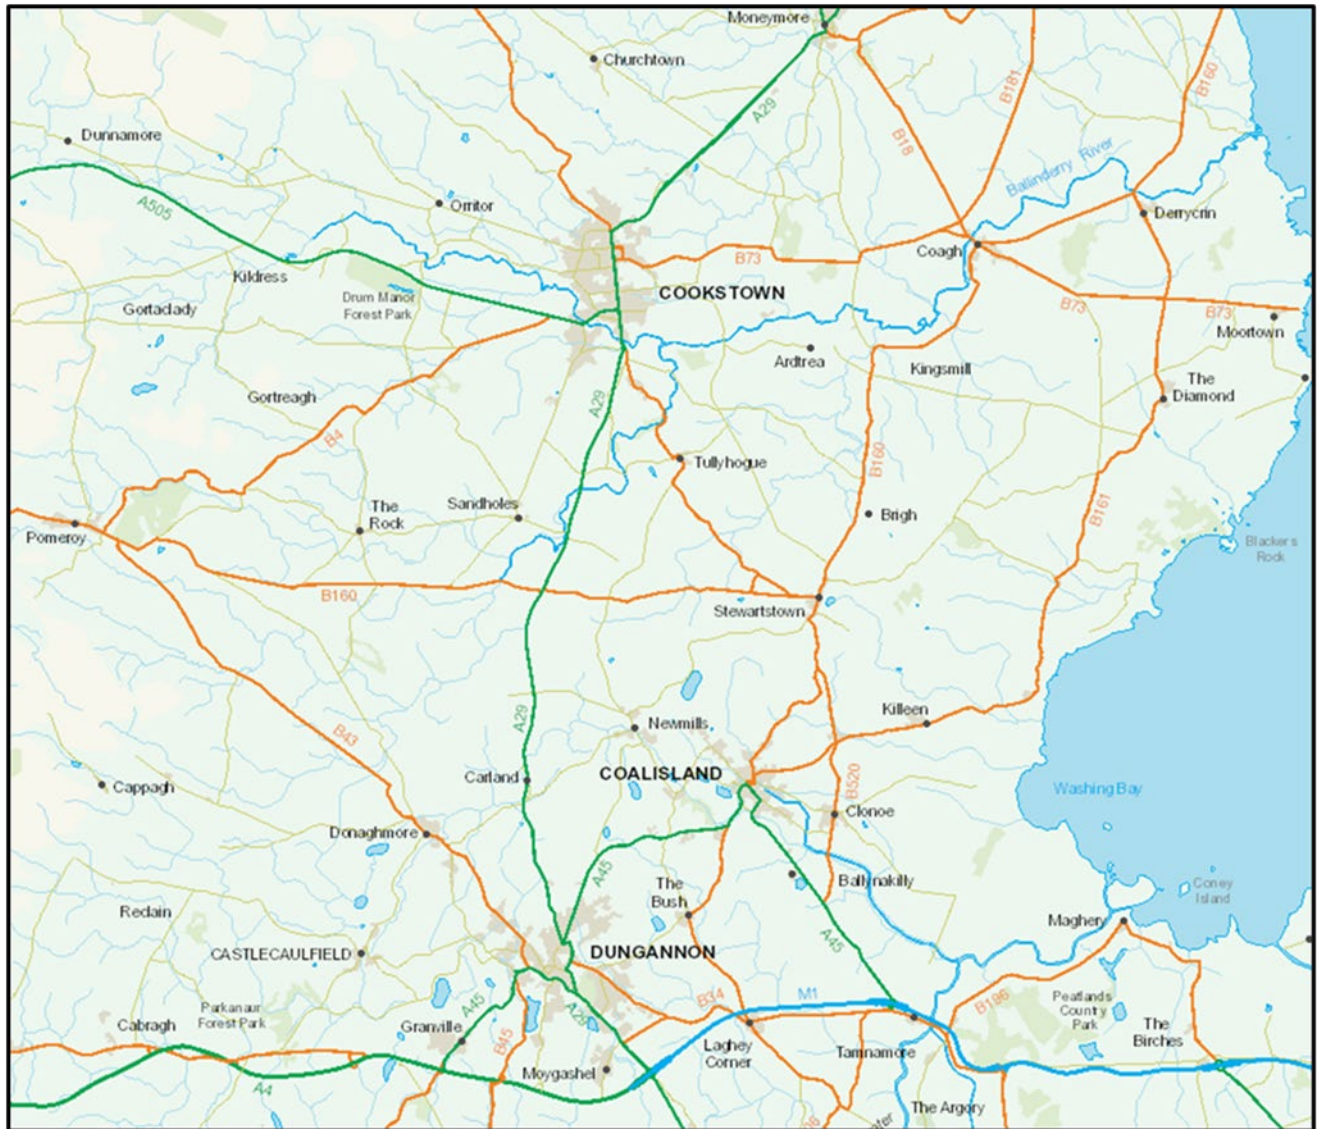 Moneymore
Churchtown
B181
B160
A29
Dunnamore
B18
Ballinderry River
A505
Orritor
Derrycrin
Coagh
B73
Kildress
COOKSTOWN
Drum Manor
Forest Park
Gortaclady
B73
B73
Moortown
Ardtrea
Kingsmill
The
Diamond
Gortreagh
A29
B4
Tullyhogue
B160
Sandholes
The
Rock
Brigh
B161
Pomeroy
Blackers
Rock
B160
Stewartstown
A29
Newmills
Killeen
B43
Carland
COALISLAND
B520
Washing Bay
Cappagh
Clonoe
Donaghmore
A45
The
Bush
Ballynakilly
Coney
Island
Reclain
Maghery
A45
CASTLECAULFIELD
DUNGANNON
Parkanaur
Forest Park
A45
A29
B34
M1
B196
Peatlands
Country
Park
Cabragh
Granville
B45
Laghey
Corner
Tamnamore
The
Birches
Moygashel
A4
The Argory